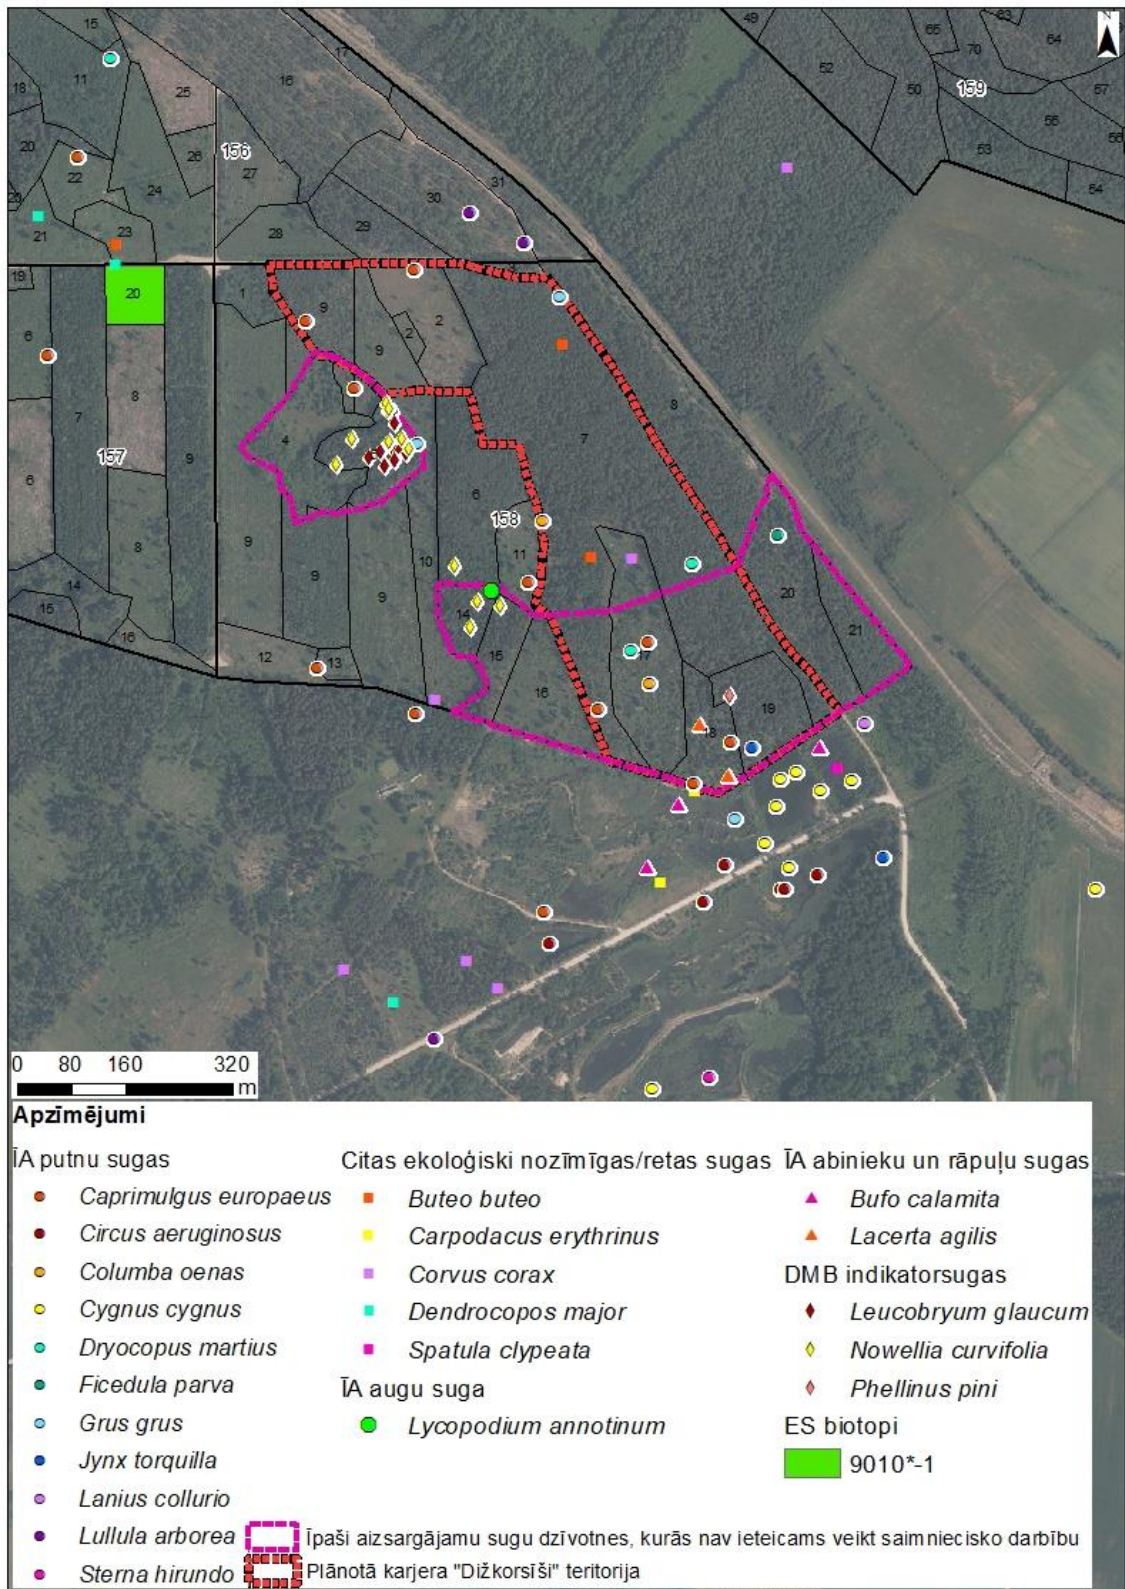 N
15
17
49
65
63
64
70
11
25
16
52
18
50
159
57
55
20
26
156
27
56
53
22
24
31
54
30
21
23
29
28
19
20
1
9
2
6
2
9
8
7
8
7
4
157
9
6
6
158
8
11
10
9
9
9
14
20
14
15
21
15
17
16
12
13
16
19
18
0 80 160 320
m
Apzīmējumi
ĪA putnu sugas
Caprimulgus europaeus
Circus aeruginosus
Columba oenas
Cygnus cygnus
Dryocopus martius
Ficedula parva
Grus grus
Jynx torquilla
Lanius collurio
Lullula arborea
Sterna hirundo
Citas ekoloģiski nozīmīgas/retas sugas
Buteo buteo
Carpodacus erythrinus
Corvus corax
Dendrocopos major
Spatula clypeata
ĪA augu suga
Lycopodium annotinum
ĪA abinieku un rāpuļu sugas
Bufo calamita
Lacerta agilis
DMB indikatorsugas
Leucobryum glaucum
Nowellia curvifolia
Phellinus pini
ES biotopi
9010*-1
Īpaši aizsargājamu sugu dzīvotnes, kurās nav ieteicams veikt saimniecisko darbību
Plānotā karjera "Dižkorsīši" teritorija